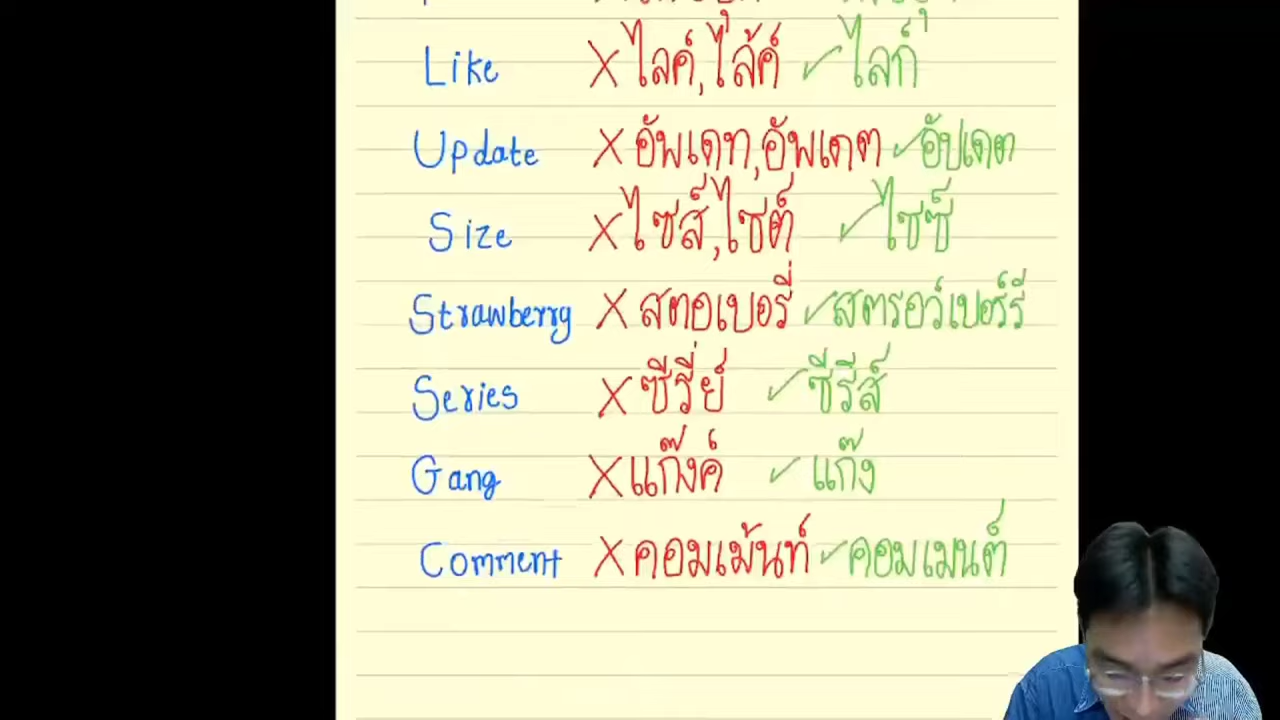 Like × ไลค์,ไล้ค์ ✓ ไลก์
Update × อัพเดท,อัพเดต ✓ อัปเดต
Size × ไซส์,ไซต์ ✓ ไซซ์
Strawberry × สตอเบอรี่ ✓ สตรอว์เบอร์รี
Series × ซีรี่ย์ ✓ ซีรีส์
Gang × แก๊งค์ ✓ แก๊ง
Comment × คอมเม้นท์ ✓ คอมเมนต์